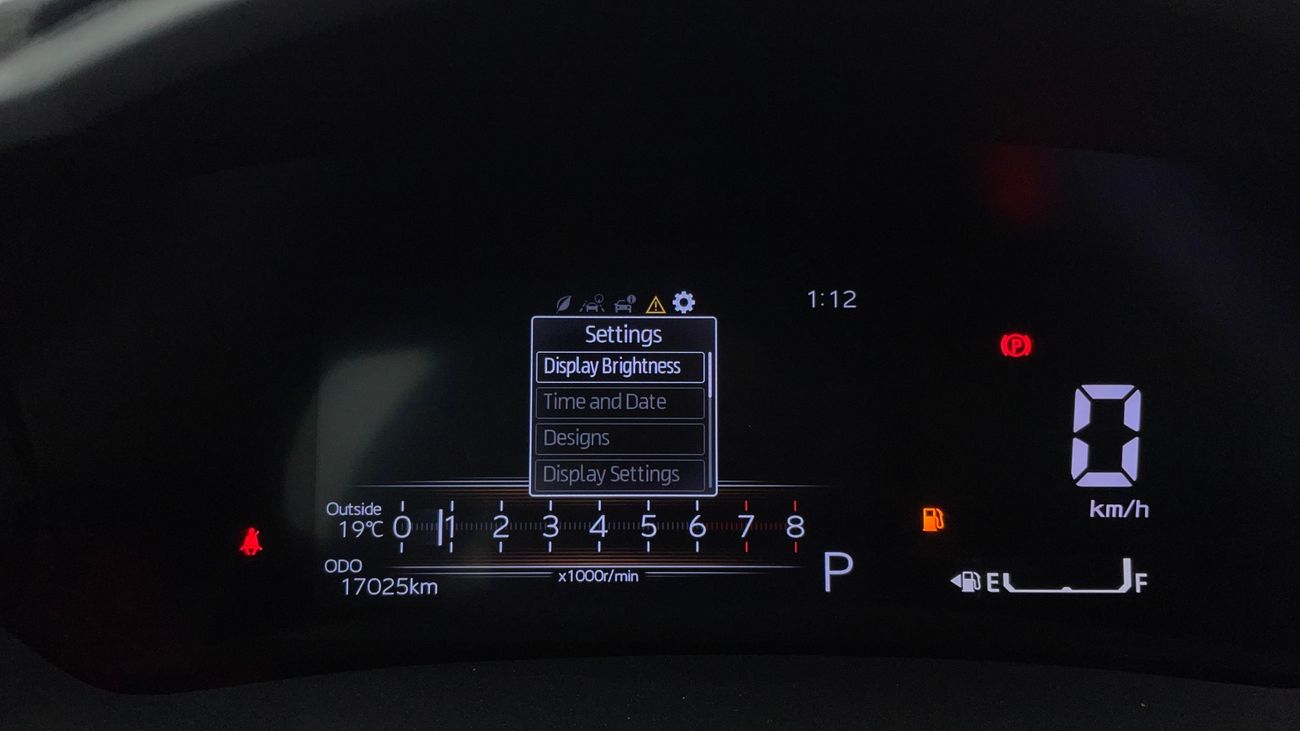 1:12
Settings
Display Brightness
Time and Date
Designs
Display Settings
P
0
km/h
Outside
19℃
0 1 2 3 4 5 6 7 8
x1000r/min
ODO
17025km
P
E F